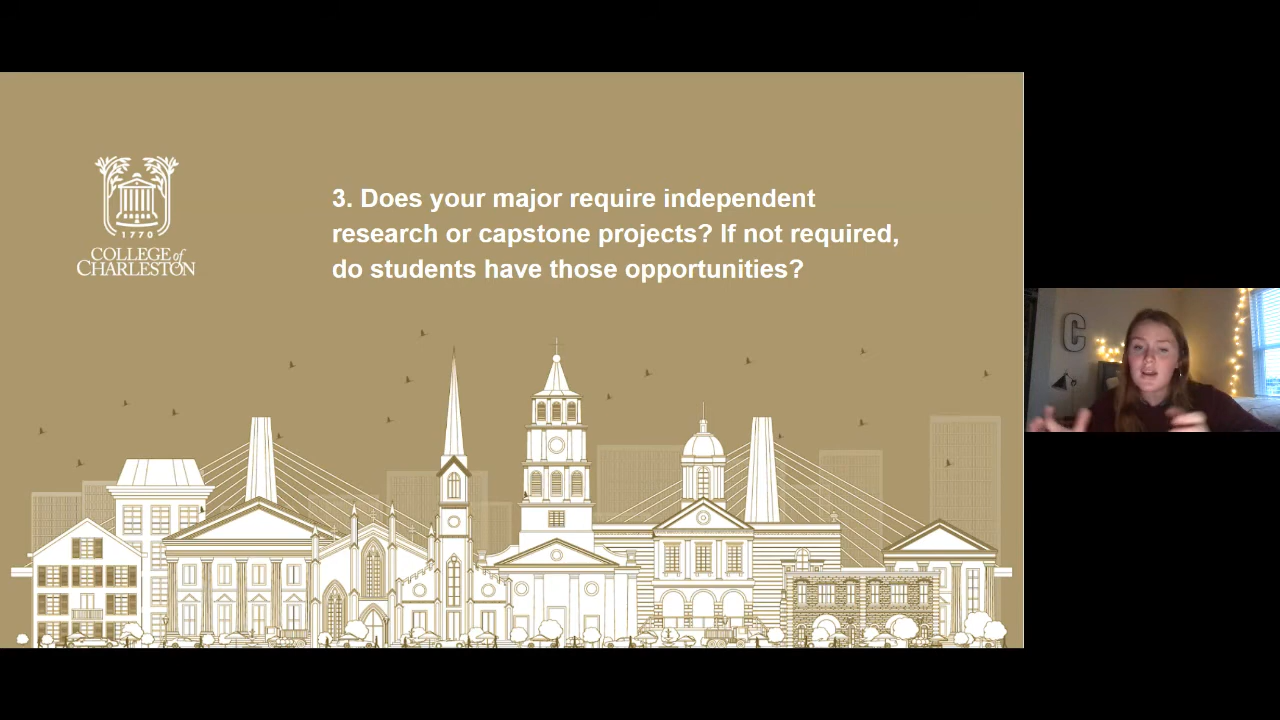 1770
COLLEGE of
CHARLESTON
3. Does your major require independent
research or capstone projects? If not required,
do students have those opportunities?
C